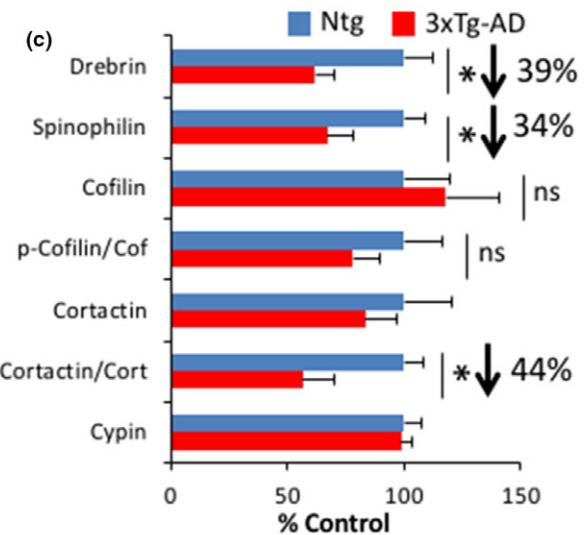 (c)
Ntg 3xTg-AD
Drebrin * 39%
Spinophilin * 34%
Cofilin ns
p-Cofilin/Cof ns
Cortactin
Cortactin/Cort * 44%
Cypin
0 50 100 150
% Control